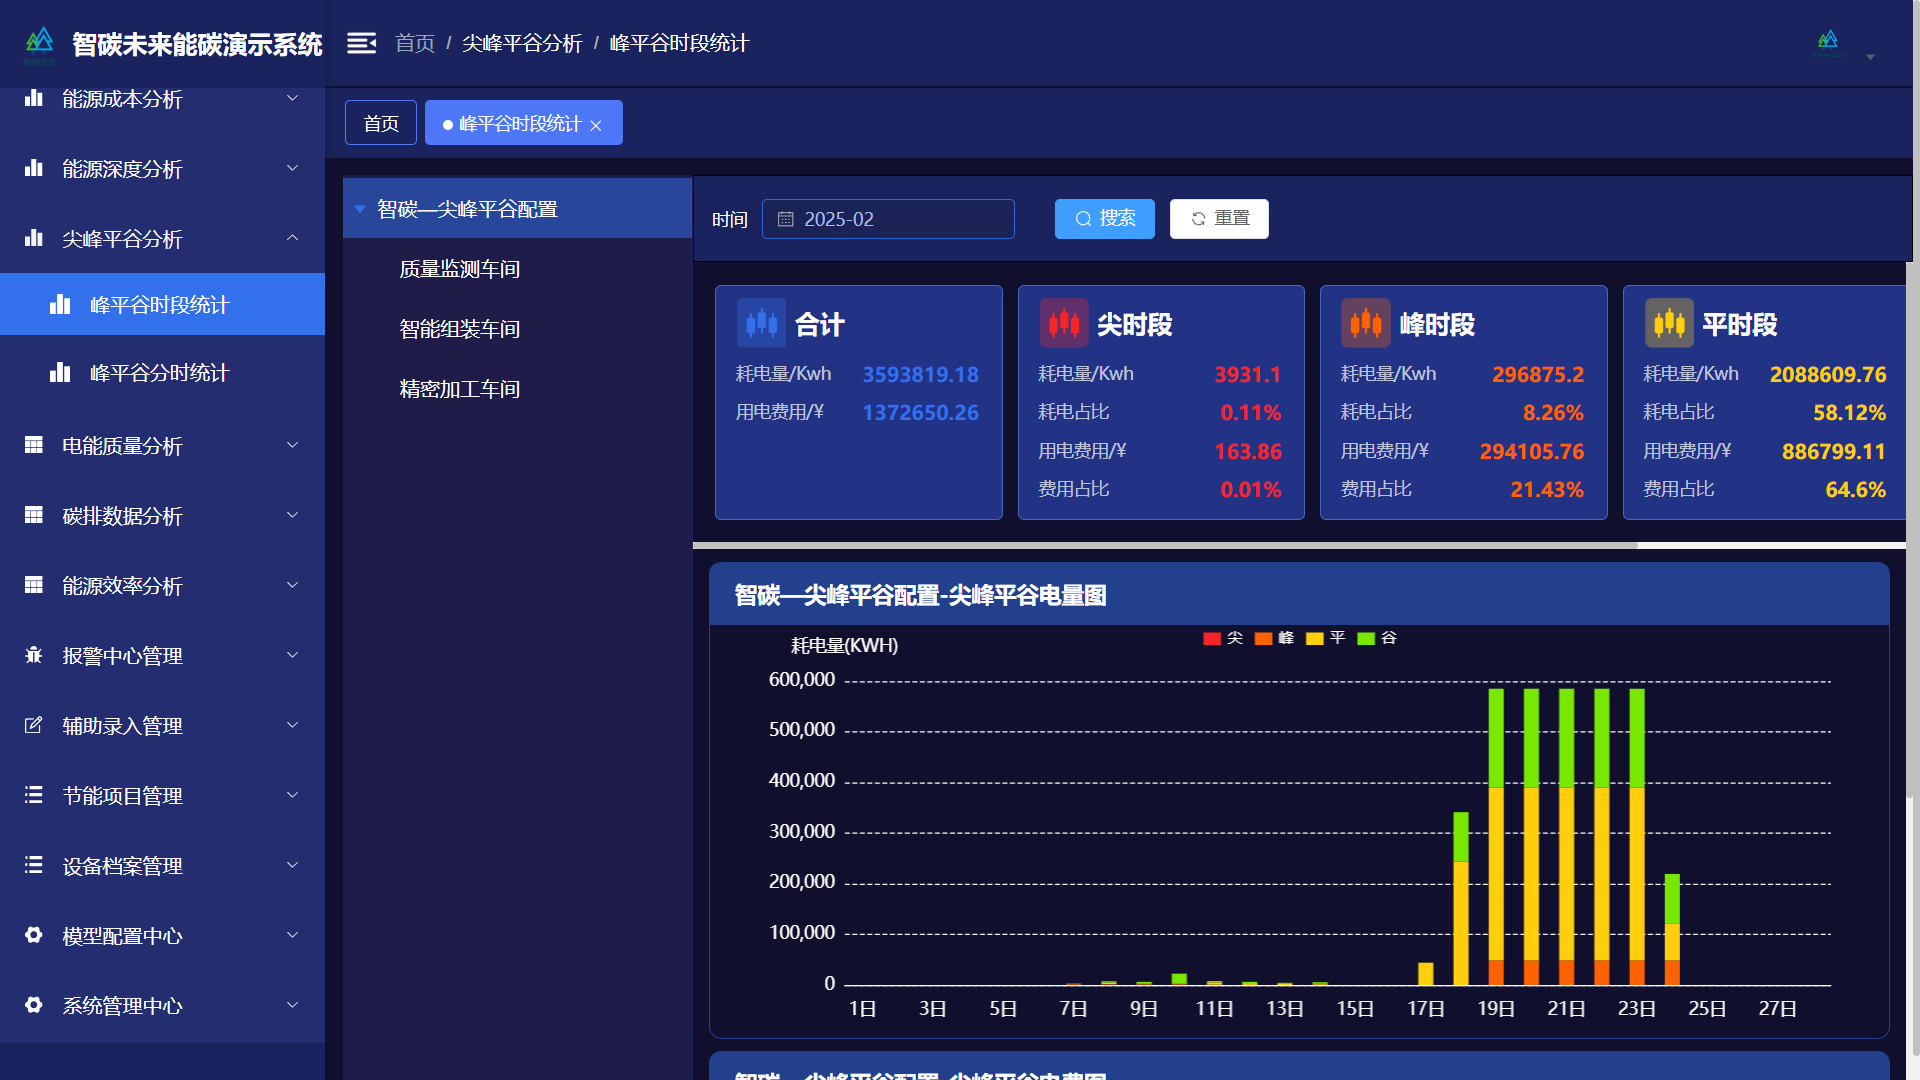 智碳未来能碳演示系统
首页 / 尖峰平谷分析 / 峰平谷时段统计
能源成本分析
能源深度分析
尖峰平谷分析
峰平谷时段统计
峰平谷分时统计
电能质量分析
碳排数据分析
能源效率分析
报警中心管理
辅助录入管理
节能项目管理
设备档案管理
模型配置中心
系统管理中心
首页
峰平谷时段统计
智碳—尖峰平谷配置
质量监测车间
智能组装车间
精密加工车间
时间 2025-02 搜索 重置
合计
耗电量/Kwh 3593819.18
用电费用/¥ 1372650.26
尖时段
耗电量/Kwh 3931.1
耗电占比 0.11%
用电费用/¥ 163.86
费用占比 0.01%
峰时段
耗电量/Kwh 296875.2
耗电占比 8.26%
用电费用/¥ 294105.76
费用占比 21.43%
平时段
耗电量/Kwh 2088609.76
耗电占比 58.12%
用电费用/¥ 886799.11
费用占比 64.6%
智碳—尖峰平谷配置-尖峰平谷电量图
耗电量(KWH)
尖 峰 平 谷
600,000
500,000
400,000
300,000
200,000
100,000
0
1日 3日 5日 7日 9日 11日 13日 15日 17日 19日 21日 23日 25日 27日
智碳—尖峰平谷配置-尖峰平谷电费图